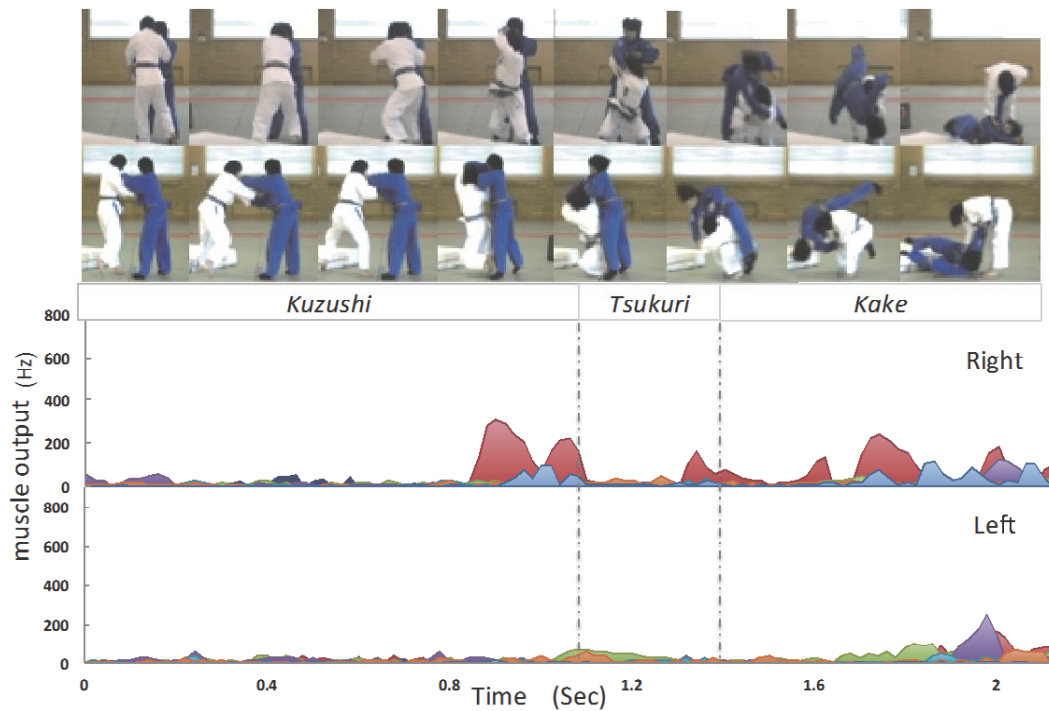 Kuzushi Tsukuri Kake
800
Right
600
400
200
0
muscle output (Hz)
800
Left
600
400
200
0
0 0.4 0.8 1.2 1.6 2
Time (Sec)